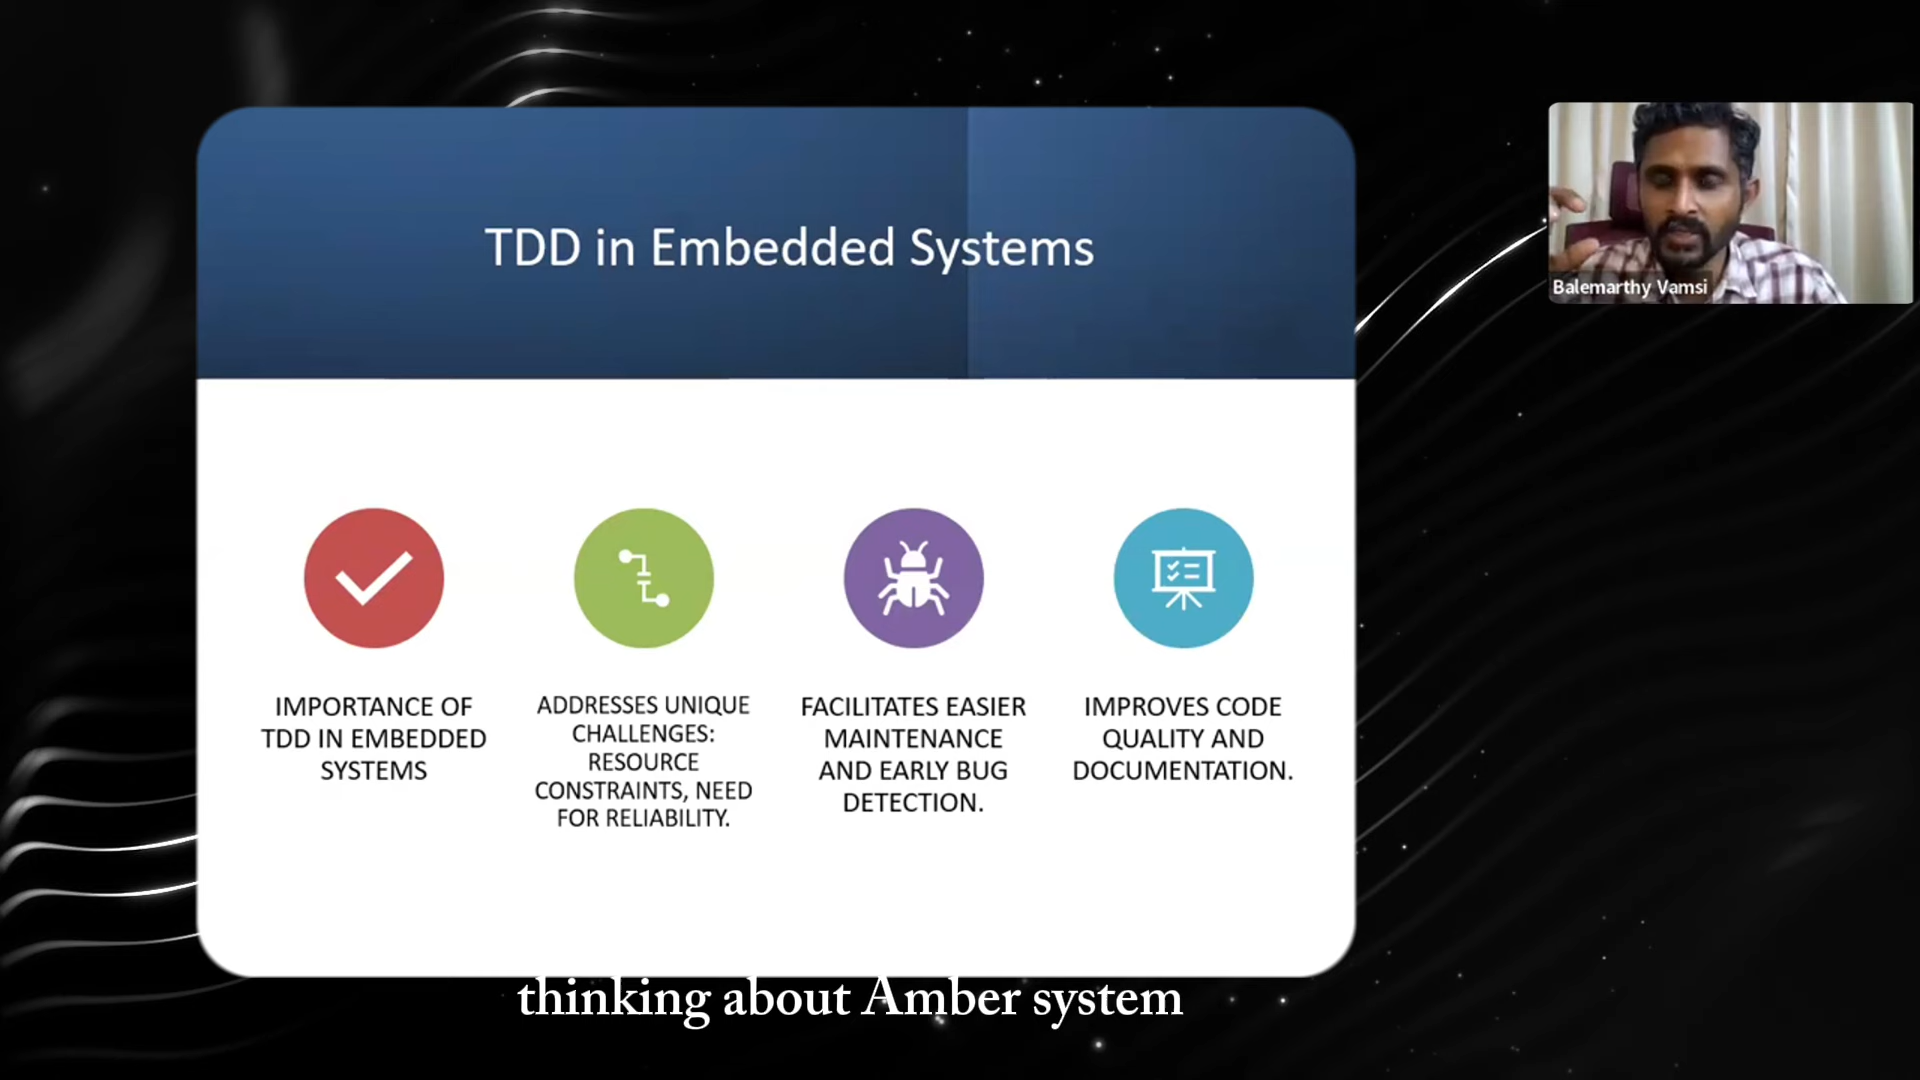 TDD in Embedded Systems
Balemarthy Vamsi
IMPORTANCE OF
TDD IN EMBEDDED
SYSTEMS
ADDRESSES UNIQUE
CHALLENGES:
RESOURCE
CONSTRAINTS, NEED
FOR RELIABILITY.
FACILITATES EASIER
MAINTENANCE
AND EARLY BUG
DETECTION.
IMPROVES CODE
QUALITY AND
DOCUMENTATION.
thinking about Amber system